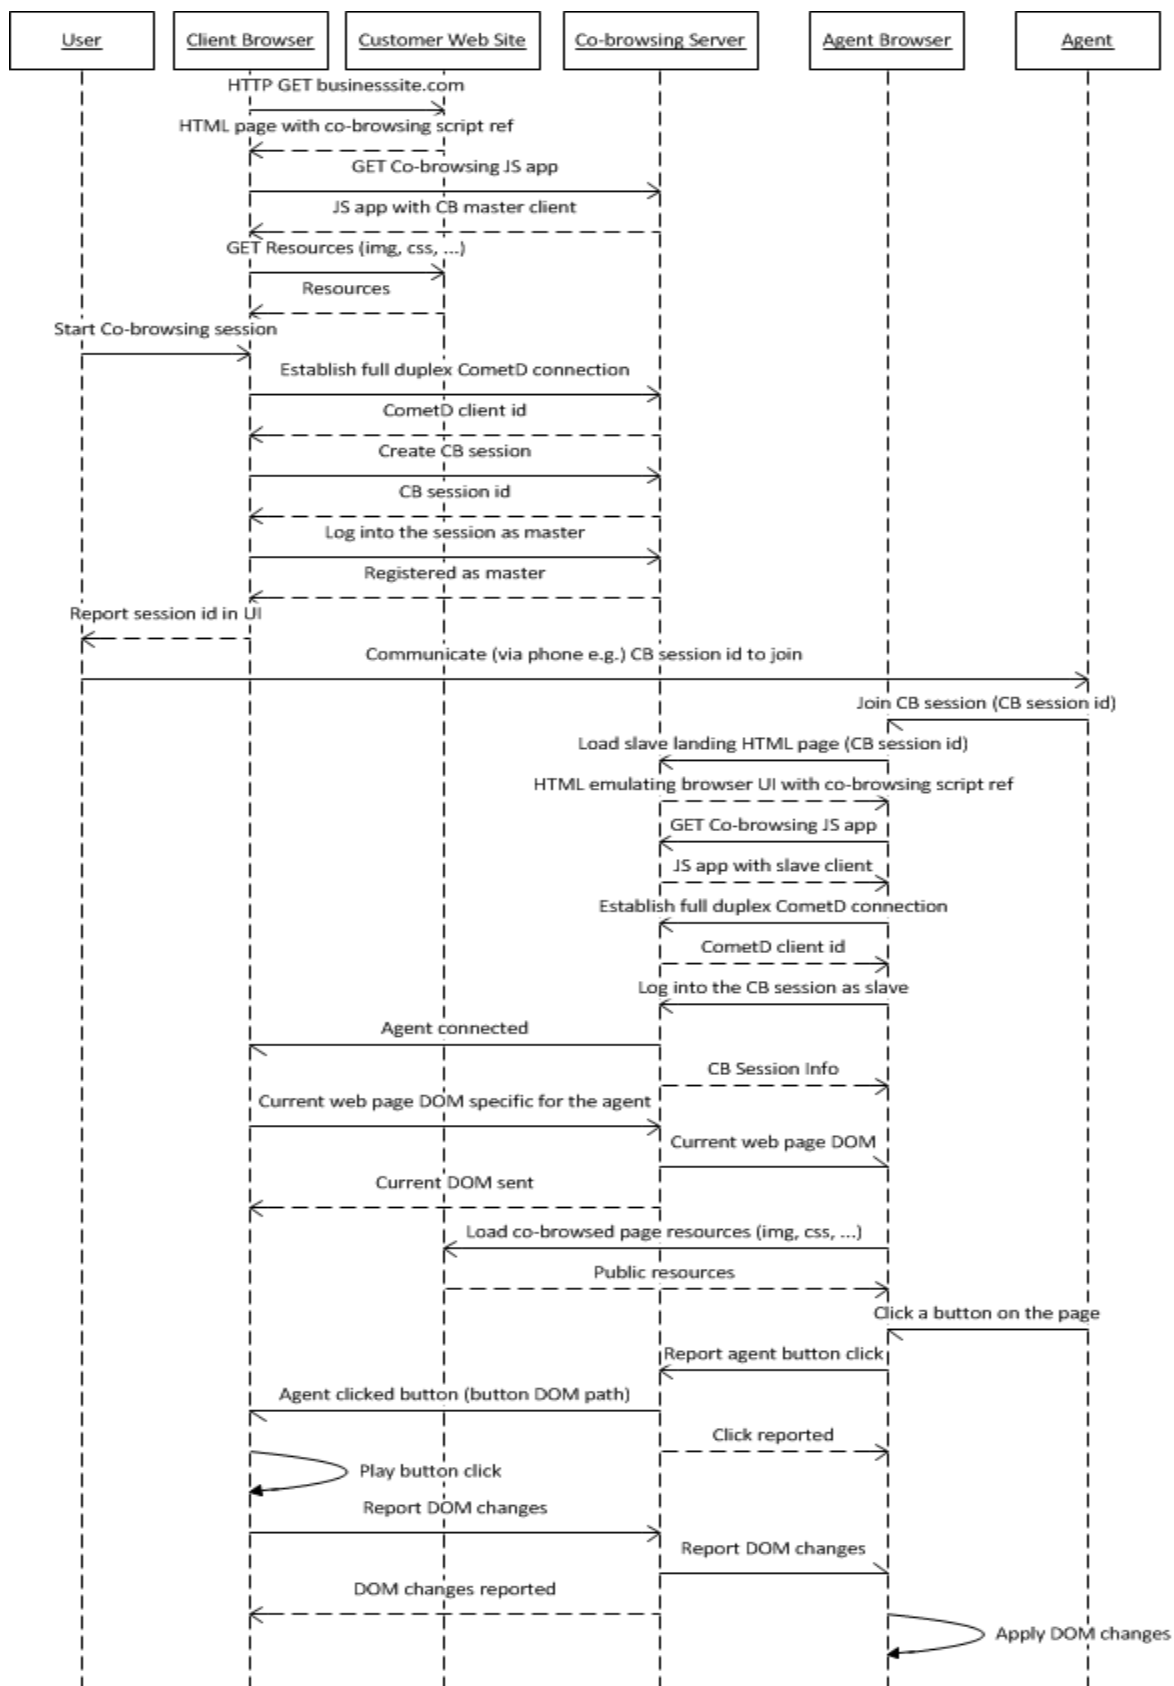 User
Client Browser
Customer Web Site
Co-browsing Server
Agent Browser
Agent
HTTP GET businesssite.com
HTML page with co-browsing script ref
GET Co-browsing JS app
JS app with CB master client
GET Resources (img, css, ...)
Resources
Start Co-browsing session
Establish full duplex CometD connection
CometD client id
Create CB session
CB session id
Log into the session as master
Registered as master
Report session id in UI
Communicate (via phone e.g.) CB session id to join
Join CB session (CB session id)
Load slave landing HTML page (CB session id)
HTML emulating browser UI with co-browsing script ref
GET Co-browsing JS app
JS app with slave client
Establish full duplex CometD connection
CometD client id
Log into the CB session as slave
Agent connected
CB Session Info
Current web page DOM specific for the agent
Current web page DOM
Current DOM sent
Load co-browsed page resources (img, css, ...)
Public resources
Click a button on the page
Report agent button click
Agent clicked button (button DOM path)
Click reported
Play button click
Report DOM changes
Report DOM changes
DOM changes reported
Apply DOM changes